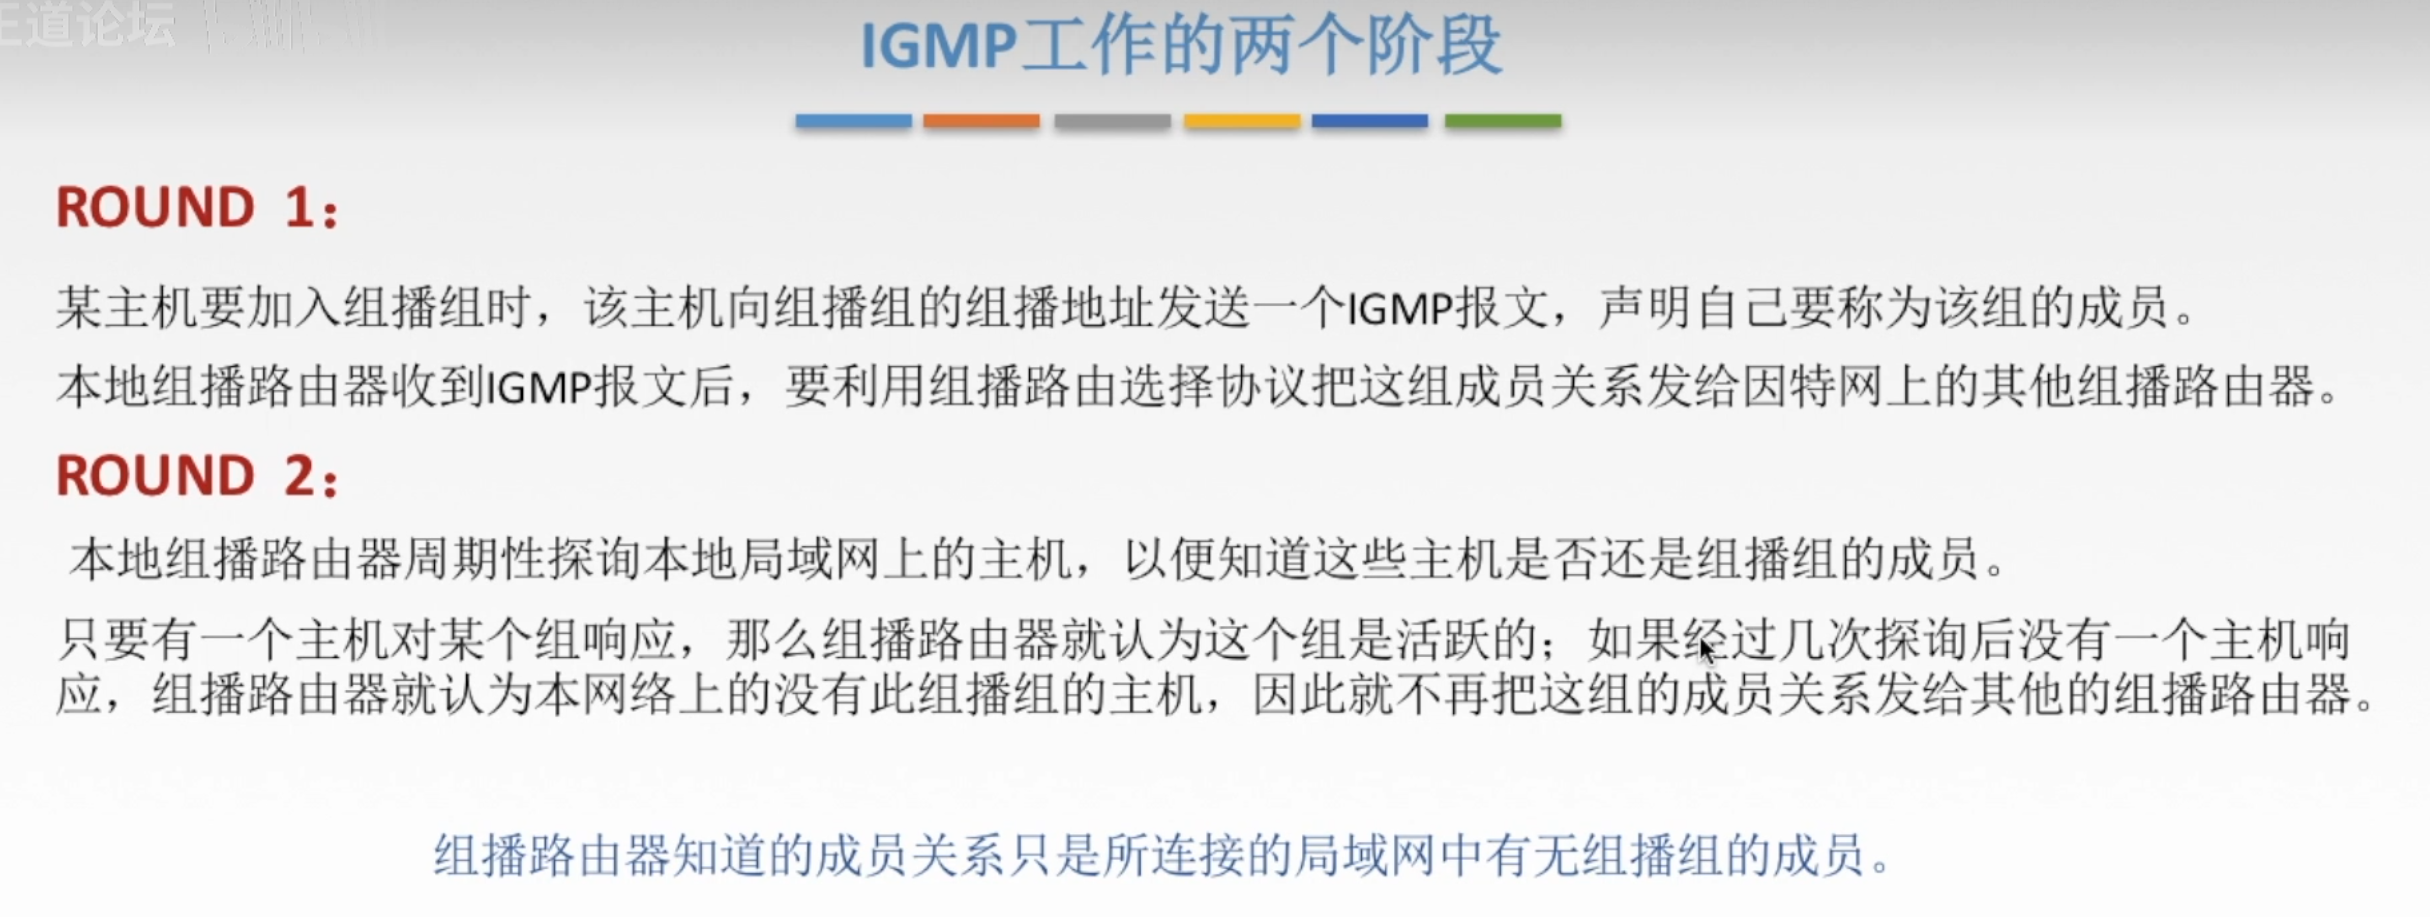 王道论坛
IGMP工作的两个阶段
ROUND 1：
某主机要加入组播组时，该主机向组播组的组播地址发送一个IGMP报文，声明自己要称为该组的成员。
本地组播路由器收到IGMP报文后，要利用组播路由选择协议把这组成员关系发给因特网上的其他组播路由器。
ROUND 2：
本地组播路由器周期性探询本地局域网上的主机，以便知道这些主机是否还是组播组的成员。
只要有一个主机对某个组响应，那么组播路由器就认为这个组是活跃的；如果经过几次探询后没有一个主机响
应，组播路由器就认为本网络上的没有此组播组的主机，因此就不再把这组的成员关系发给其他的组播路由器。
组播路由器知道的成员关系只是所连接的局域网中有无组播组的成员。